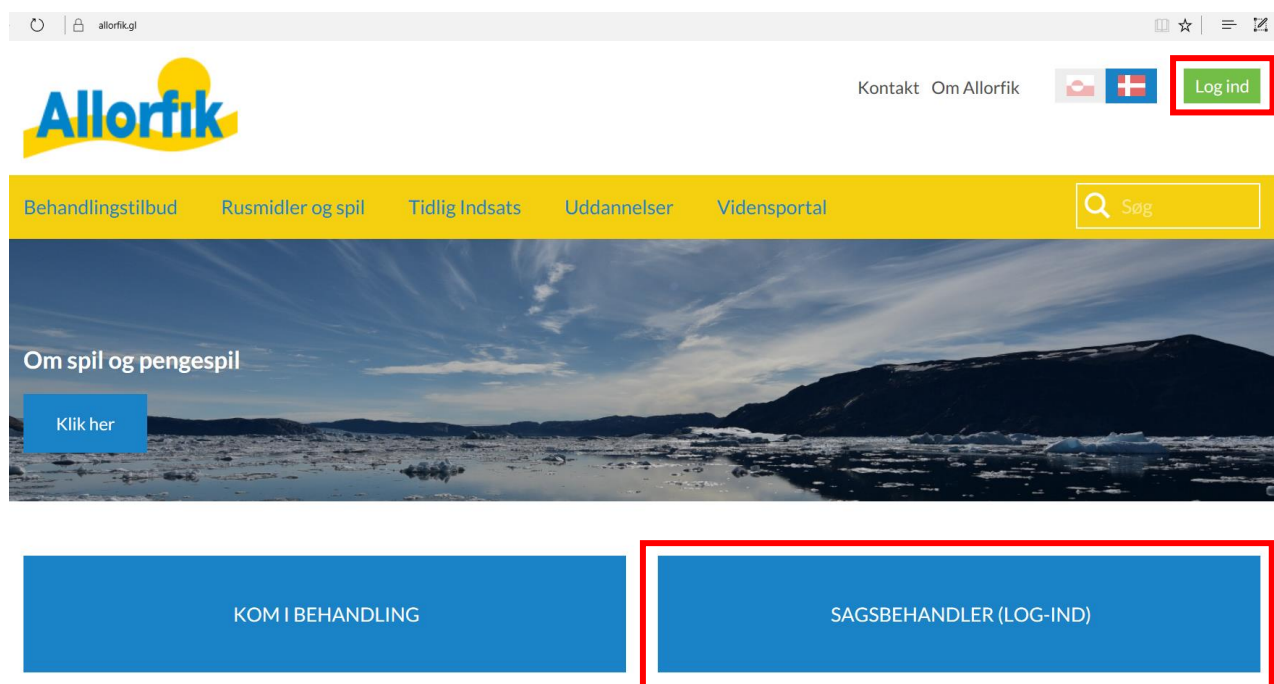 allorfik.gl
Allorfik
Kontakt Om Allorfik
Log ind
Behandlingstilbud Rusmidler og spil Tidlig Indsats Uddannelser Vidensportal
Søg
Om spil og pengespil
Klik her
KOM I BEHANDLING
SAGSBEHANDLER (LOG-IND)